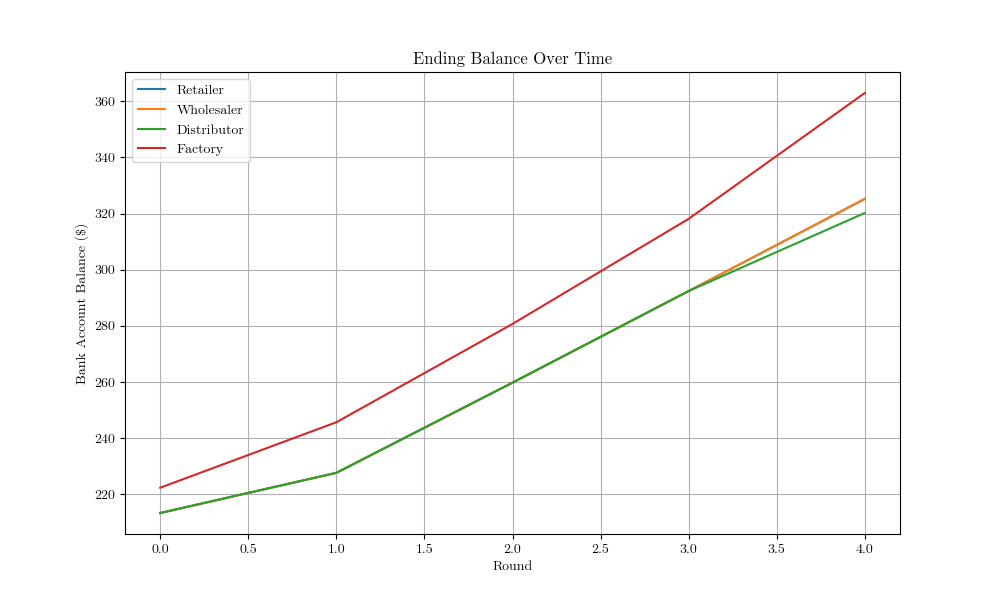 Ending Balance Over Time
Retailer
Wholesaler
Distributor
Factory
Bank Account Balance ($)
360
340
320
300
280
260
240
220
0.0 0.5 1.0 1.5 2.0 2.5 3.0 3.5 4.0
Round